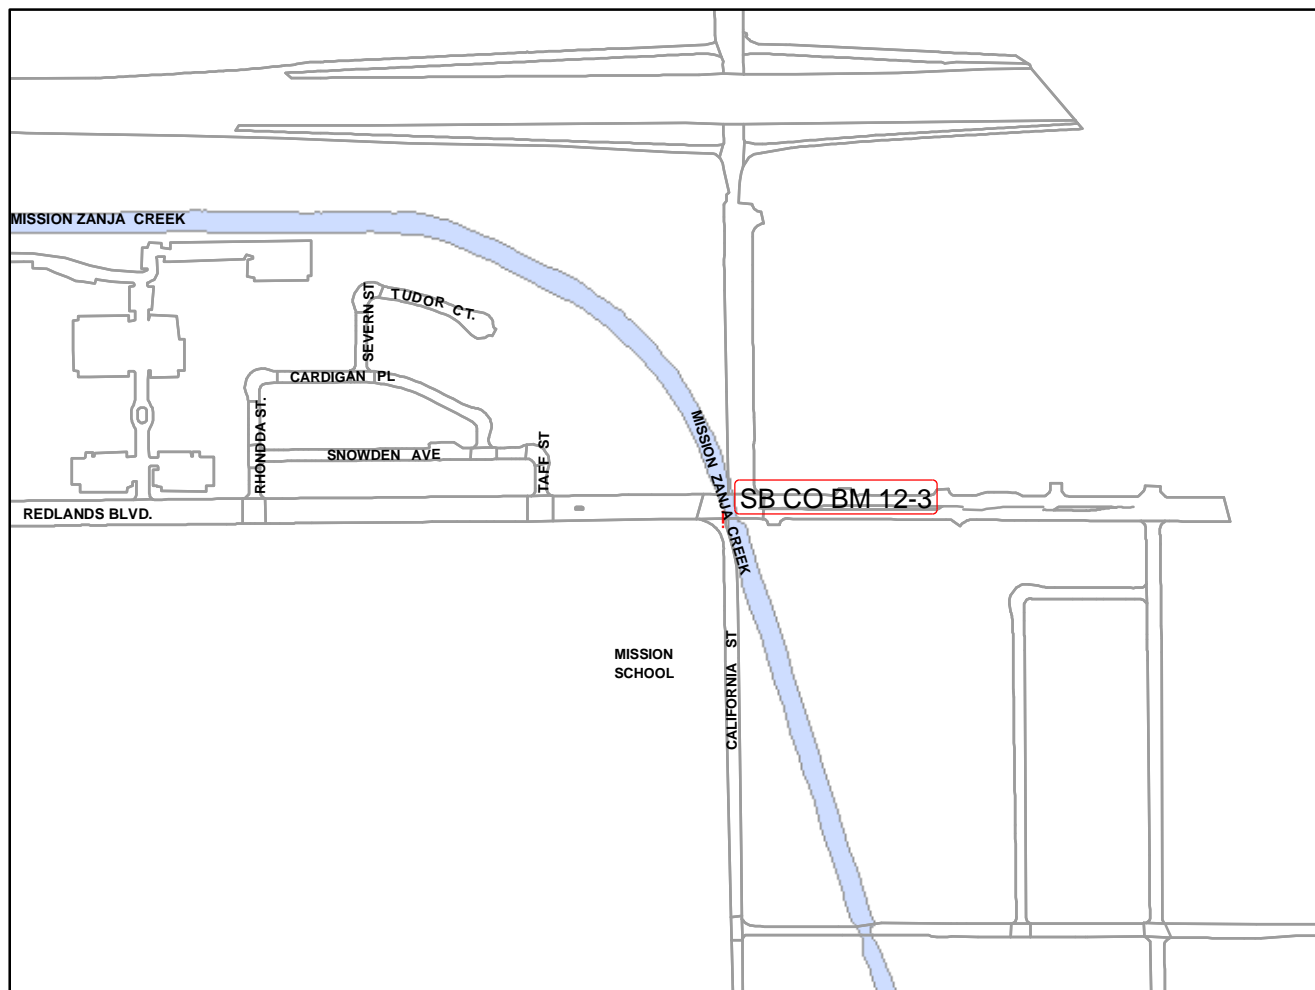 MISSION ZANJA CREEK
TUDOR CT.
SEVERN ST
CARDIGAN PL
RHONDDA ST.
SNOWDEN AVE
TAFF ST
MISSION ZANJA CREEK
SB CO BM 12-3
REDLANDS BLVD.
MISSION
SCHOOL
CALIFORNIA ST